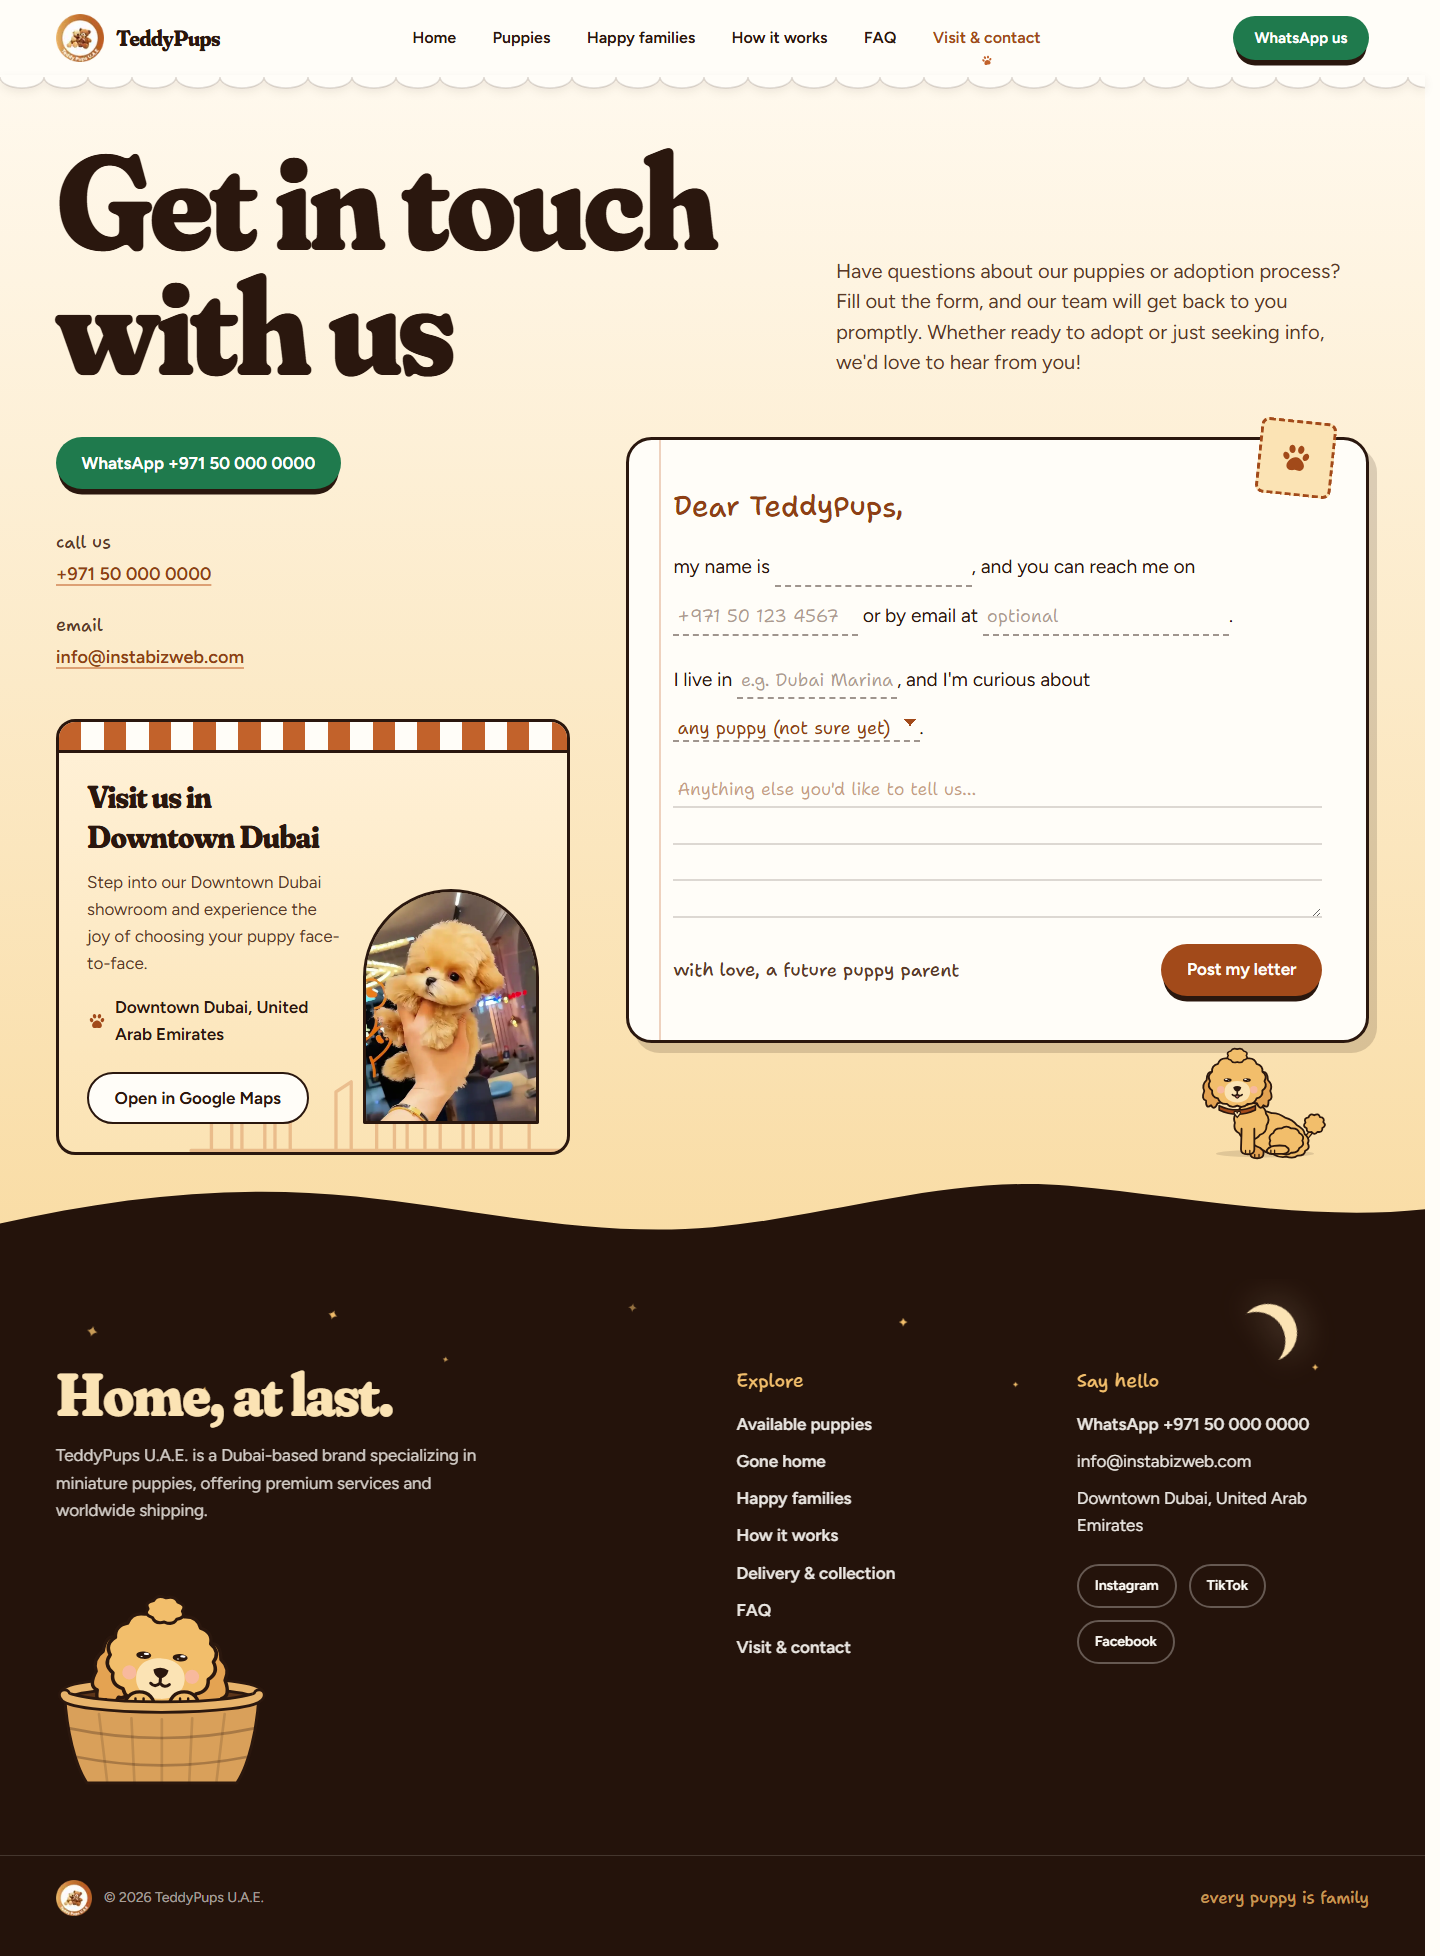 TeddyPups
Home
Puppies
Happy families
How it works
FAQ
Visit & contact
WhatsApp us
Get in touch
with us
Have questions about our puppies or adoption process?
Fill out the form, and our team will get back to you
promptly. Whether ready to adopt or just seeking info,
we'd love to hear from you!
WhatsApp +971 50 000 0000
call us
+971 50 000 0000
email
info@instabizweb.com
Visit us in
Downtown Dubai
Step into our Downtown Dubai
showroom and experience the
joy of choosing your puppy face-
to-face.
Downtown Dubai, United
Arab Emirates
Open in Google Maps
Dear TeddyPups,
my name is , and you can reach me on
+971 50 123 4567 or by email at optional .
I live in e.g. Dubai Marina , and I'm curious about
any puppy (not sure yet) .
Anything else you'd like to tell us...
with love, a future puppy parent
Post my letter
Home, at last.
TeddyPups U.A.E. is a Dubai-based brand specializing in
miniature puppies, offering premium services and
worldwide shipping.
Explore
Available puppies
Gone home
Happy families
How it works
Delivery & collection
FAQ
Visit & contact
Say hello
WhatsApp +971 50 000 0000
info@instabizweb.com
Downtown Dubai, United Arab
Emirates
Instagram
TikTok
Facebook
© 2026 TeddyPups U.A.E.
every puppy is family